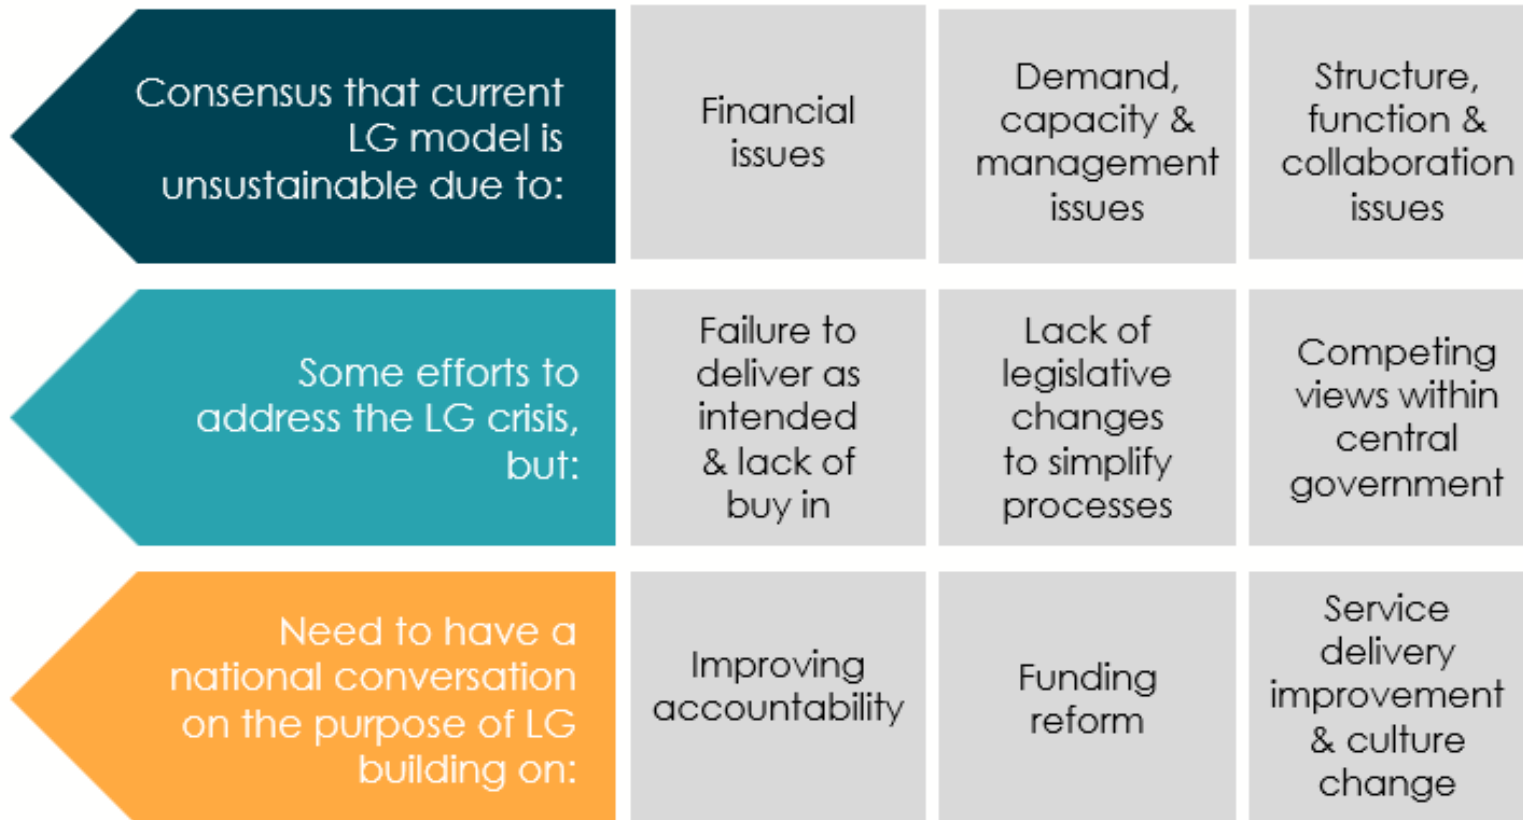 Consensus that current
LG model is
unsustainable due to:
Financial
issues
Demand,
capacity &
management
issues
Structure,
function &
collaboration
issues
Some efforts to
address the LG crisis,
but:
Failure to
deliver as
intended
& lack of
buy in
Lack of
legislative
changes
to simplify
processes
Competing
views within
central
government
Need to have a
national conversation
on the purpose of LG
building on:
Improving
accountability
Funding
reform
Service
delivery
improvement
& culture
change